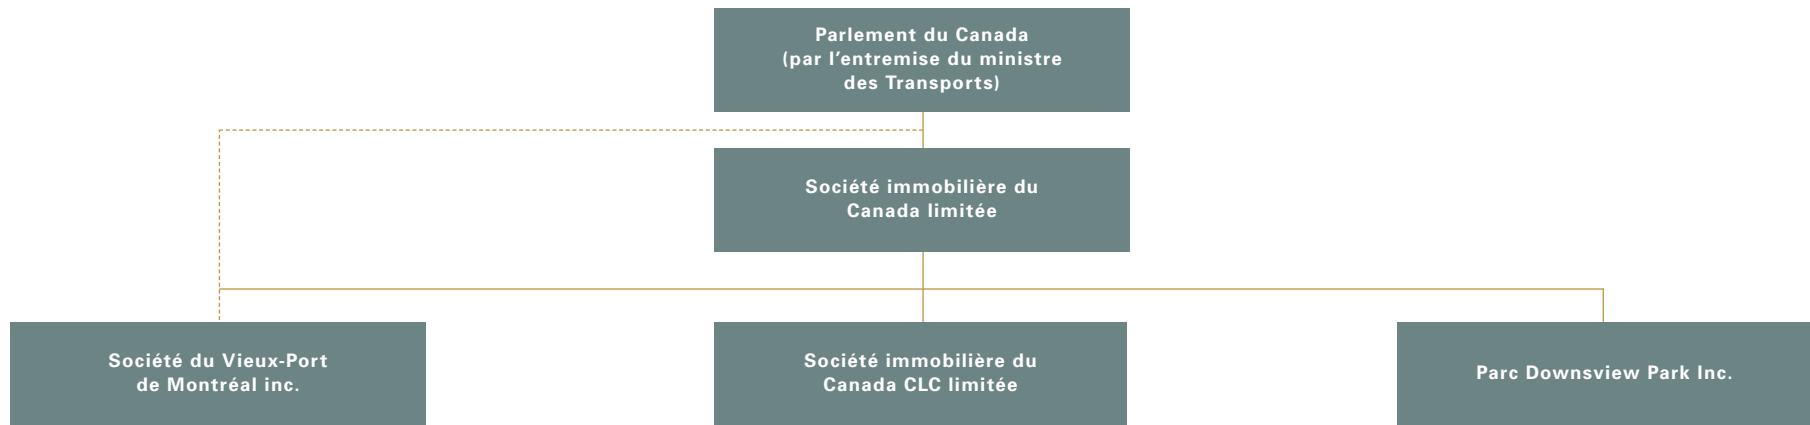 Parlement du Canada
(par l’entremise du ministre
des Transports)
Société immobilière du
Canada limitée
Société du Vieux-Port
de Montréal inc.
Société immobilière du
Canada CLC limitée
Parc Downsview Park Inc.